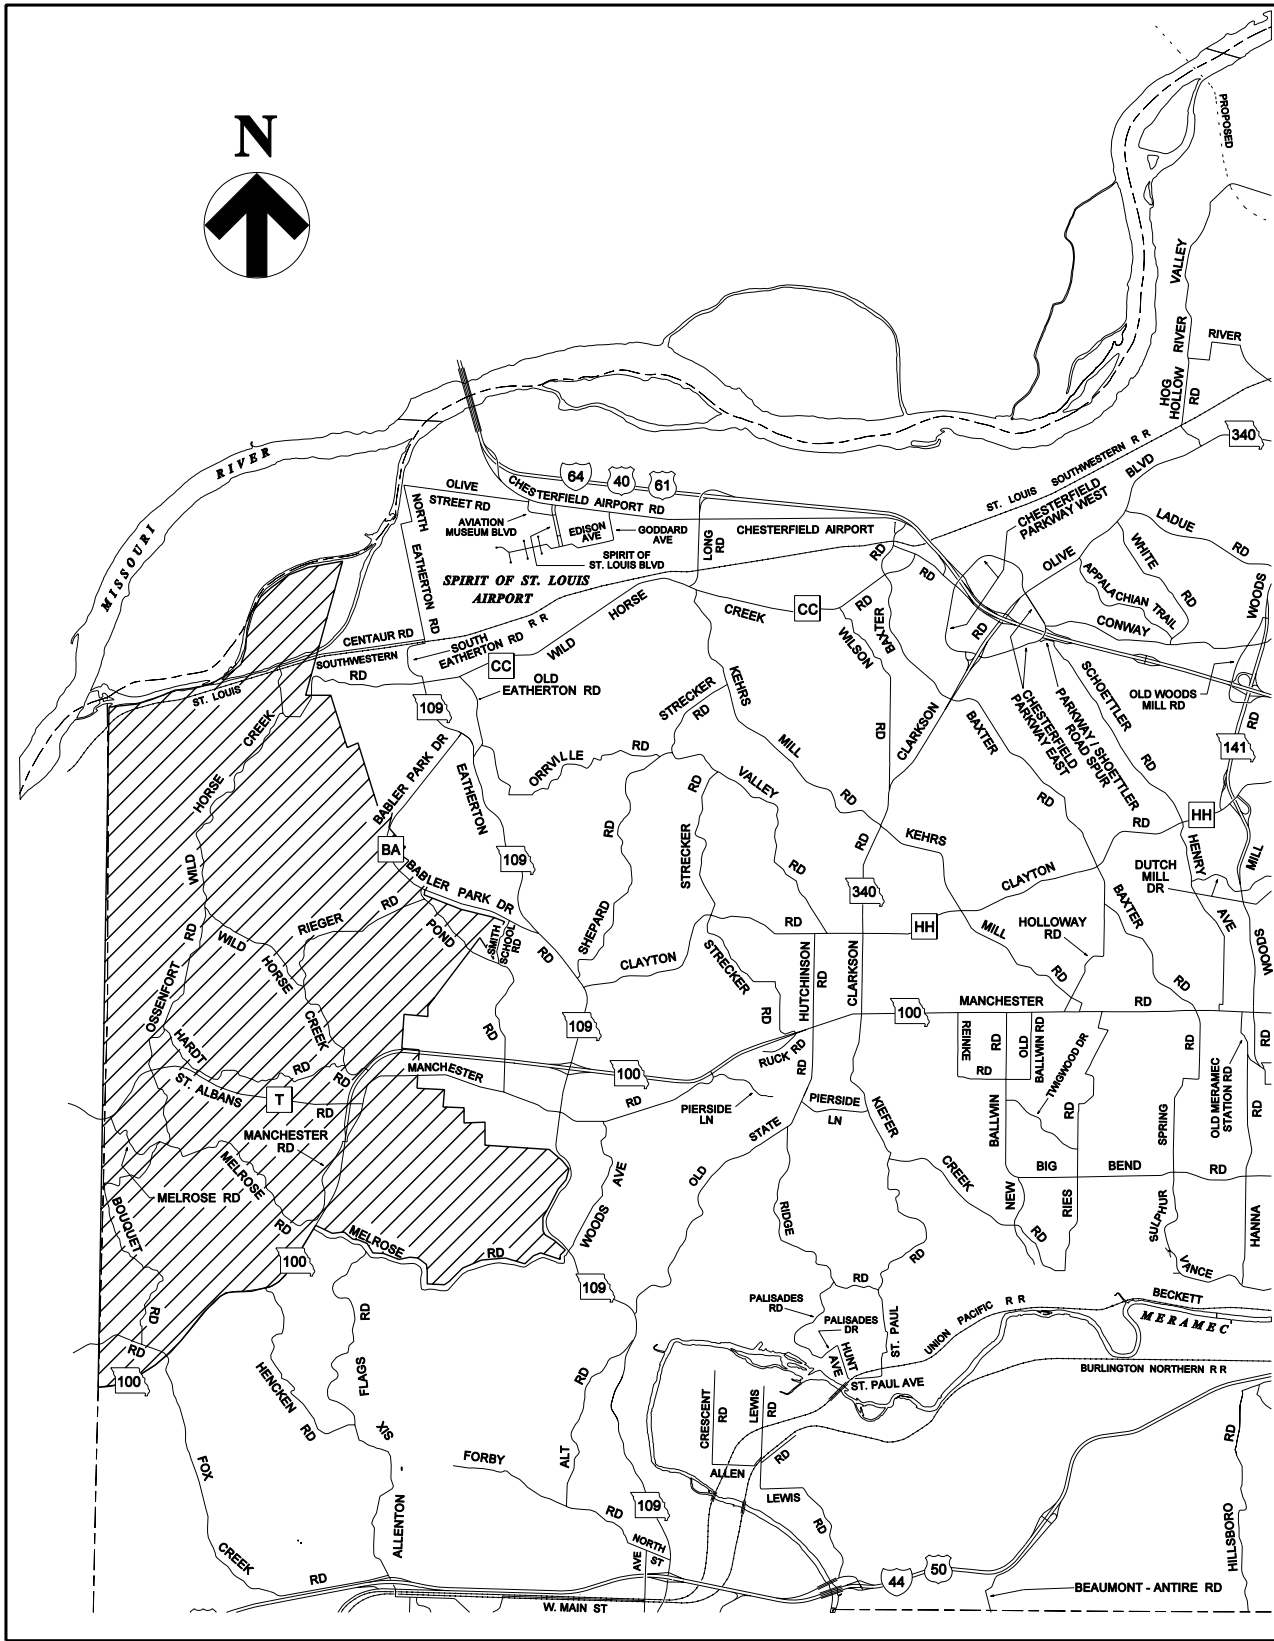 N
PROPOSED
VALLEY
RIVER
RIVER
HOG
HOLLOW
RD
340
MISSOURI
RIVER
64
40
61
ST. LOUIS SOUTHWESTERN R R
BLVD
CHESTERFIELD
PARKWAY WEST
OLIVE
STREET RD
CHESTERFIELD AIRPORT RD
CHESTERFIELD AIRPORT
AVIATION
MUSEUM BLVD
EDISON
AVE
GODDARD
AVE
SPIRIT OF
ST. LOUIS BLVD
LONG
RD
RD
RD
OLIVE
LADUE
RD
WHITE
RD
APPALACHIAN TRAIL
CONWAY
WOODS
NORTH
EATHERTON RD
SPIRIT OF ST. LOUIS
AIRPORT
HORSE
CREEK
CC
RD
CENTAUR RD
SOUTH
EATHERTON RD
R R
WILD
CC
SOUTHWESTERN
RD
ST. LOUIS
OLD
EATHERTON RD
109
BAXTER
WILSON
RD
RD
STRECKER
RD
KEHRS
CLARKSON
BAXTER
RD
SCHOETTLER
RD
PARKWAY / SHOETTLER
ROAD SPUR
CHESTERFIELD
PARKWAY EAST
OLD WOODS
MILL RD
RD
141
CREEK
HORSE
WILD
BABLER PARK DR
EATHERTON
ORRVILLE
RD
MILL
RD
VALLEY
RD
RD
STRECKER
RD
KEHRS
RD
HH
HENRY
AVE
MILL
BA
BABLER PARK DR
109
340
CLAYTON
DUTCH
MILL
DR
BAXTER
RD
RIEGER
RD
POND
RD
SMITH
SCHOOL
RD
RD
SHEPARD
RD
RD
HH
MILL
RD
HOLLOWAY
RD
WOODS
RD
OSSENFORT
RD
WILD
HORSE
CREEK
RD
CLAYTON
STRECKER
RD
HUTCHINSON
RD
CLARKSON
100
MANCHESTER
RD
HARDT
RD
109
RUCK RD
RD
REINKE
RD
RD
OLD
BALLWIN RD
TWIGWOOD DR
RD
OLD MERAMEC
STATION RD
ST. ALBANS
T
RD
MANCHESTER
100
RD
PIERSIDE
LN
PIERSIDE
LN
KIEFER
CREEK
RD
BALLWIN
NEW
RD
SPRING
SULPHUR
RD
HANNA
MANCHESTER
RD
MELROSE
RD
MELROSE RD
BOUQUET
RD
OLD
STATE
WOODS
AVE
RIDGE
RD
RD
BIG
BEND
RD
RIES
VANCE
100
MELROSE
RD
109
PALISADES
RD
PALISADES
DR
HUNT
AVE
ST. PAUL
UNION PACIFIC R R
BECKETT
MERAMEC
ST. PAUL AVE
BURLINGTON NORTHERN R R
RD
100
HENCKEN
RD
FLAGS
RD
SIX
ALLENTON
FORBY
RD
ALT
RD
CRESCENT
RD
LEWIS
RD
ALLEN
RD
LEWIS
RD
109
NORTH
ST
AVE
FOX
CREEK
RD
HILLSBORO
RD
44
50
BEAUMONT - ANTIRE RD
W. MAIN ST